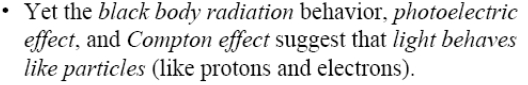 • Yet the black body radiation behavior, photoelectric
effect, and Compton effect suggest that light behaves
like particles (like protons and electrons).